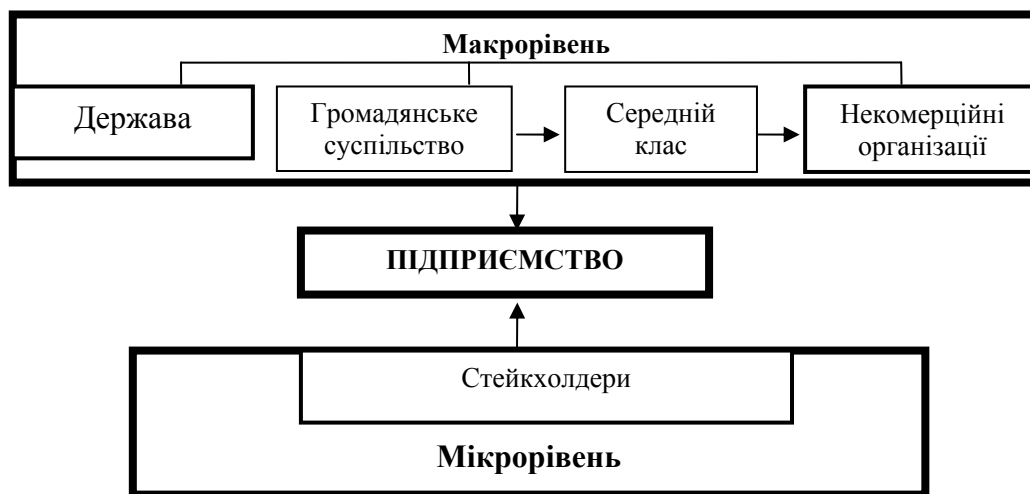 Макрорівень
Держава
Громадянське
суспільство
Середній
клас
Некомерційні
організації
ПІДПРИЄМСТВО
Стейкхолдери
Мікрорівень